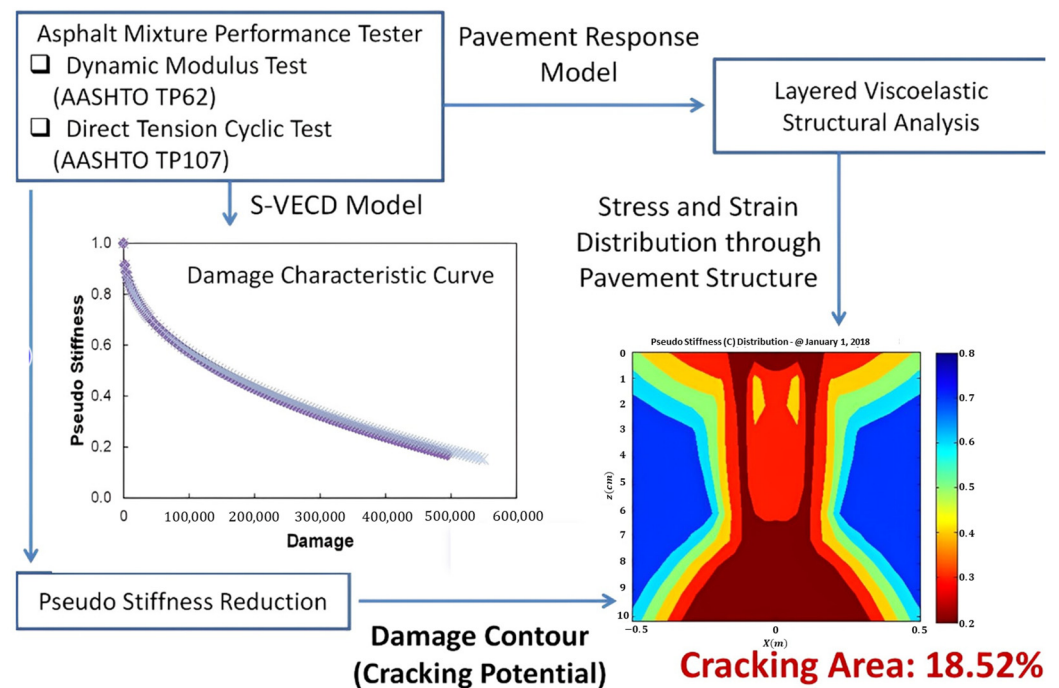 Asphalt Mixture Performance Tester
❑ Dynamic Modulus Test
(AASHTO TP62)
❑ Direct Tension Cyclic Test
(AASHTO TP107)
Pavement Response
Model
Layered Viscoelastic
Structural Analysis
S-VECD Model
Stress and Strain
Distribution through
Pavement Structure
Damage Characteristic Curve
Pseudo Stiffness
1.0
0.8
0.6
0.4
0.2
0.0
0 100,000 200,000 300,000 400,000 500,000 600,000
Damage
Pseudo Stiffness (C) Distribution - @ January 1, 2018
z(cm)
0
1
2
3
4
5
6
7
8
9
10
−0.5 0 0.5
X(m)
0.8
0.7
0.6
0.5
0.4
0.3
0.2
Pseudo Stiffness Reduction
Damage Contour
(Cracking Potential)
Cracking Area: 18.52%